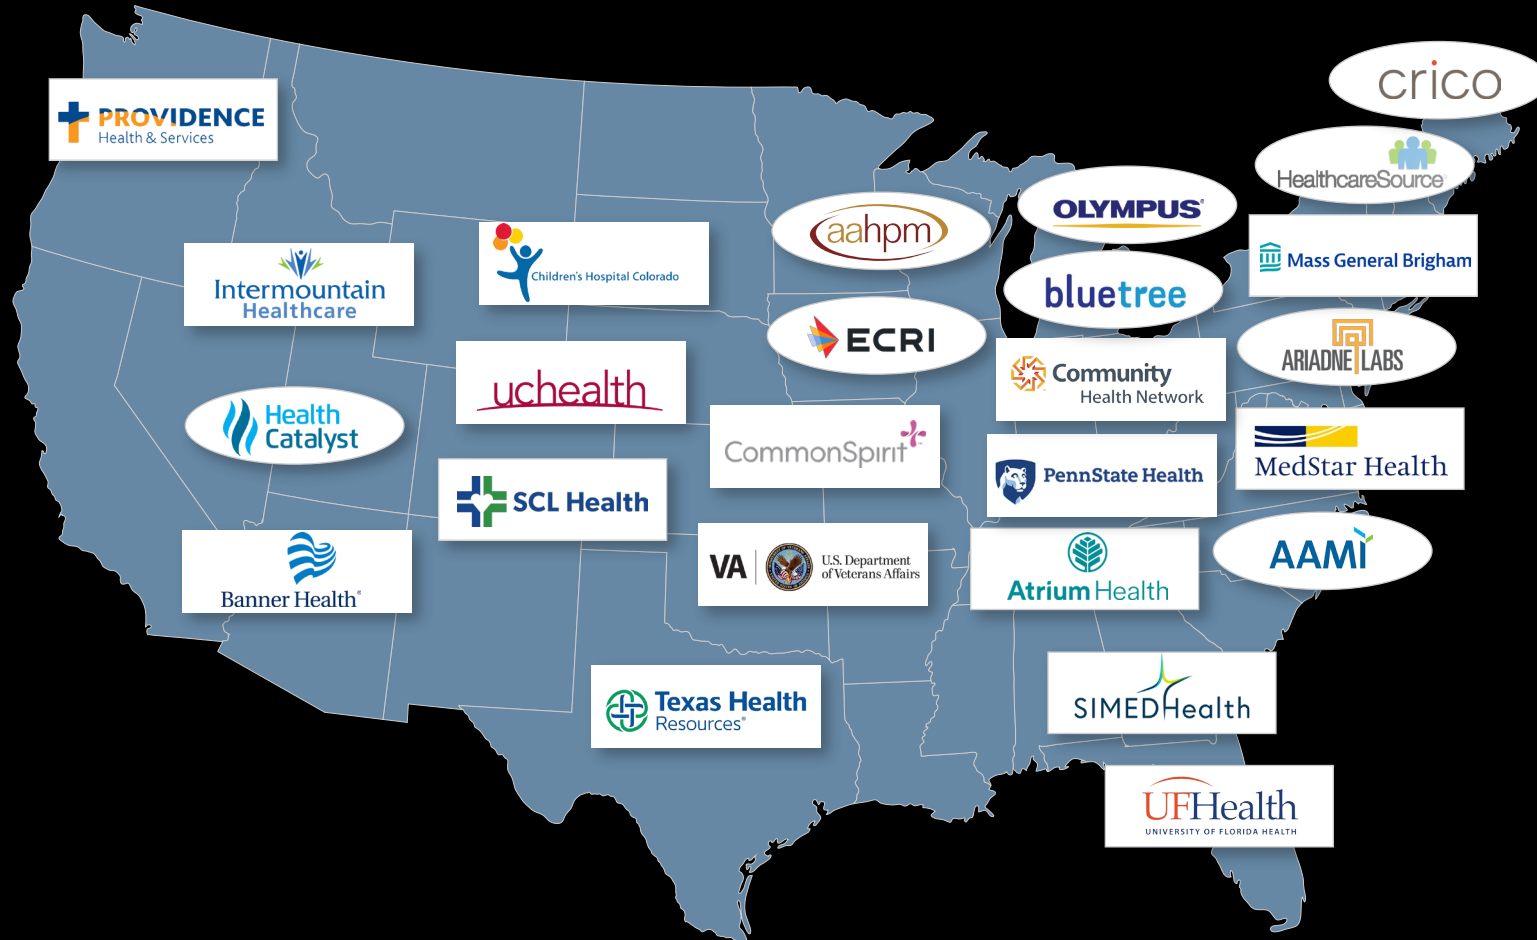 crico
PROVIDENCE
Health & Services
HealthcareSource
OLYMPUS®
aahpm
Mass General Brigham
Children's Hospital Colorado
Intermountain
Healthcare
bluetree
ECRI
ARIADNE LABS
Community
Health Network
uchealth
Health
Catalyst
CommonSpirit
MedStar Health
PennState Health
SCL Health
AAMI
VA
U.S. Department
of Veterans Affairs
Atrium Health
Banner Health®
Texas Health
Resources®
SIMEDHealth
UFHealth
UNIVERSITY OF FLORIDA HEALTH